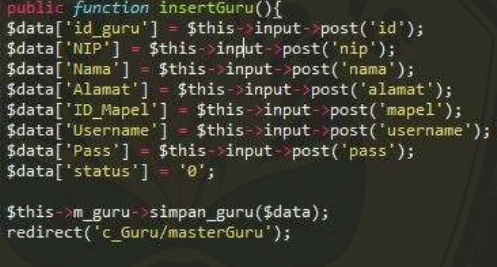 public function insertGuru(){
$data['id_guru'] = $this->input->post('id');
$data['NIP'] = $this->input->post('nip');
$data['Nama'] = $this->input->post('nama');
$data['Alamat'] = $this->input->post('alamat');
$data['ID_Mapel'] = $this->input->post('mapel');
$data['Username'] = $this->input->post('username');
$data['Pass'] = $this->input->post('pass');
$data['status'] = '0';
$this->m_guru->simpan_guru($data);
redirect('c_Guru/masterGuru');